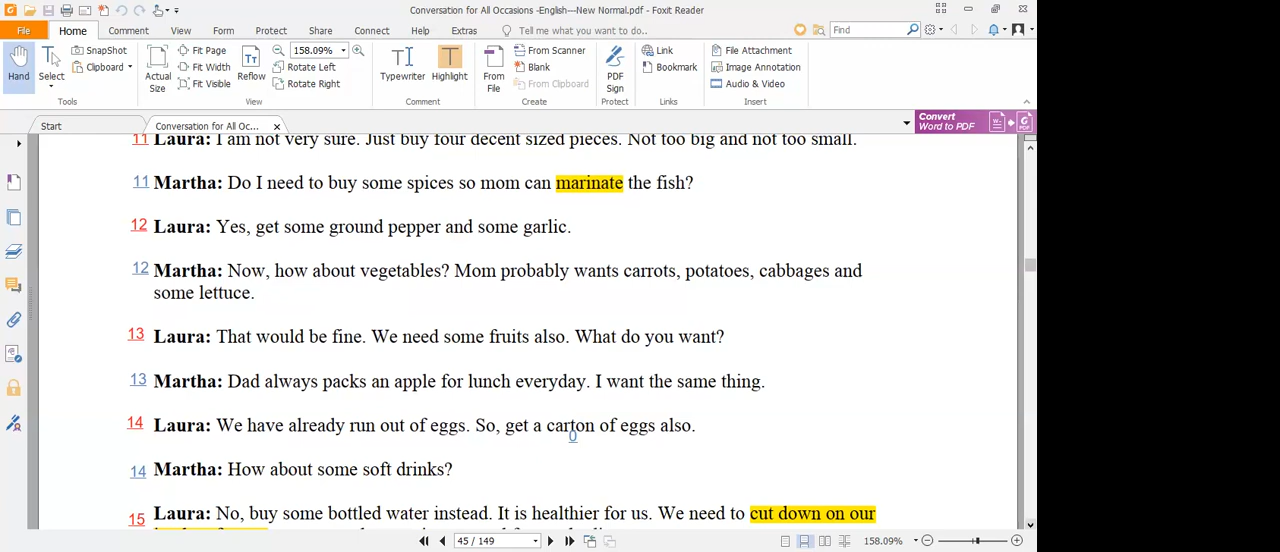 Conversation for All Occasions -English---New Normal.pdf - Foxit Reader
File Home Comment View Form Protect Share Connect Help Extras Tell me what you want to do.. Find
Hand
Select
SnapShot
Clipboard
Actual Size
Fit Page
Fit Width
Fit Visible
Reflow
158.09%
Rotate Left
Rotate Right
Typewriter
Highlight
From File
From Scanner
Blank
From Clipboard
PDF Sign
Link
Bookmark
File Attachment
Image Annotation
Audio & Video
Tools View Comment Create Protect Links Insert
Start Conversation for All Oc...
Convert
Word to PDF
11 Laura: I am not very sure. Just buy four decent sized pieces. Not too big and not too small.
11 Martha: Do I need to buy some spices so mom can marinate the fish?
12 Laura: Yes, get some ground pepper and some garlic.
12 Martha: Now, how about vegetables? Mom probably wants carrots, potatoes, cabbages and
some lettuce.
13 Laura: That would be fine. We need some fruits also. What do you want?
13 Martha: Dad always packs an apple for lunch everyday. I want the same thing.
14 Laura: We have already run out of eggs. So, get a carton of eggs also.
0
14 Martha: How about some soft drinks?
15 Laura: No, buy some bottled water instead. It is healthier for us. We need to cut down on our
45 / 149 158.09%